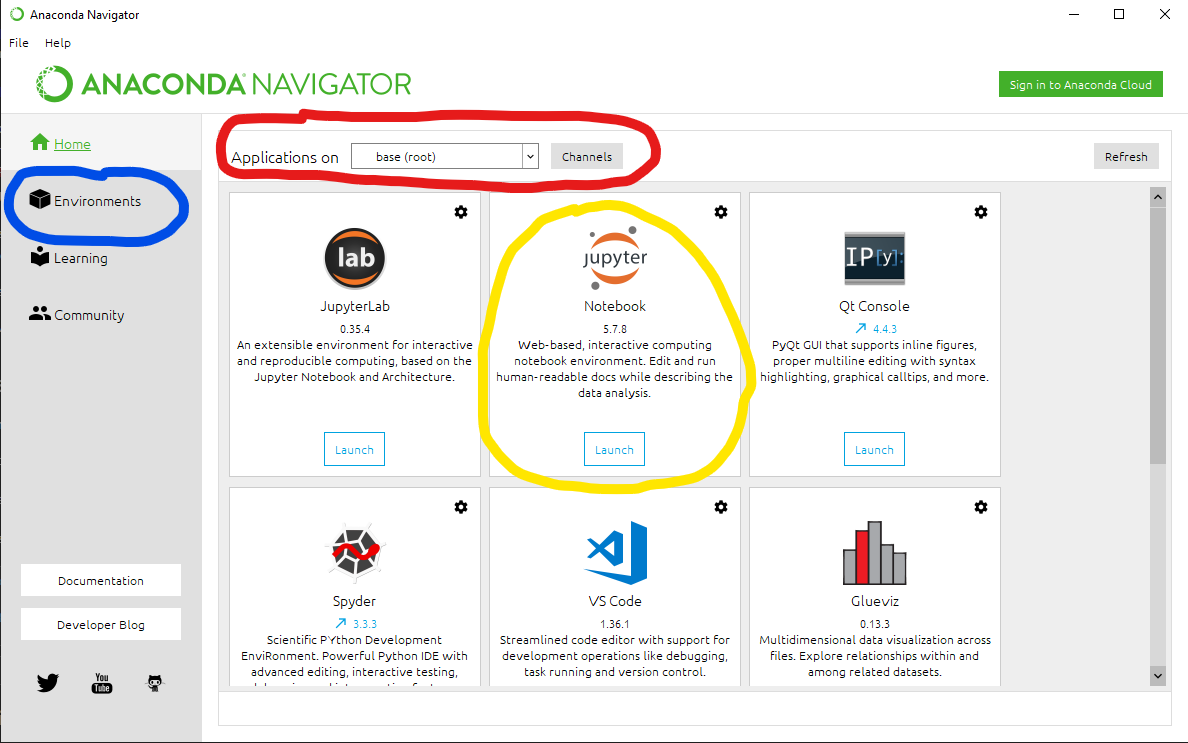 Anaconda Navigator
File Help
ANACONDA NAVIGATOR
Sign in to Anaconda Cloud
Home
Environments
Learning
Community
Documentation
Developer Blog
You
Tube
Applications on base (root) Channels
Refresh
lab
JupyterLab
0.35.4
An extensible environment for interactive
and reproducible computing, based on the
Jupyter Notebook and Architecture.
Launch
jupyter
Notebook
5.7.8
Web-based, interactive computing
notebook environment. Edit and run
human-readable docs while describing the
data analysis.
Launch
IP[y]:
Qt Console
4.4.3
PyQt GUI that supports inline figures,
proper multiline editing with syntax
highlighting, graphical calltips, and more.
Launch
Spyder
3.3.3
Scientific PYthon Development
EnviRonment. Powerful Python IDE with
advanced editing, interactive testing,
VS Code
1.36.1
Streamlined code editor with support for
development operations like debugging,
task running and version control.
Glueviz
0.13.3
Multidimensional data visualization across
files. Explore relationships within and
among related datasets.